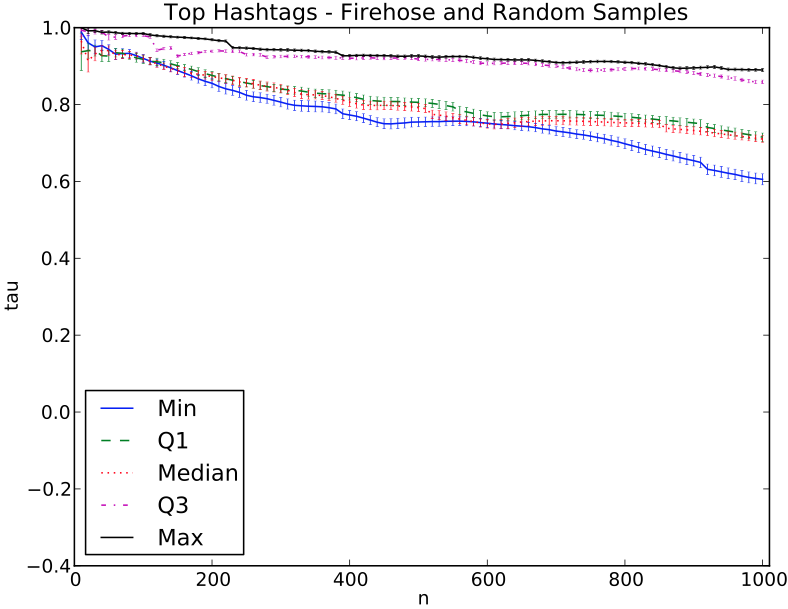 Top Hashtags - Firehose and Random Samples
1.0
0.8
0.6
0.4
0.2
0.0
−0.2
−0.4
tau
Min
Q1
Median
Q3
Max
0 200 400 600 800 1000
n